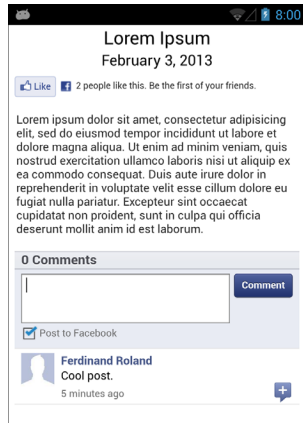 8:00
Lorem Ipsum
February 3, 2013
Like 2 people like this. Be the first of your friends.
Lorem ipsum dolor sit amet, consectetur adipisicing
elit, sed do eiusmod tempor incididunt ut labore et
dolore magna aliqua. Ut enim ad minim veniam, quis
nostrud exercitation ullamco laboris nisi ut aliquip ex
ea commodo consequat. Duis aute irure dolor in
reprehenderit in voluptate velit esse cillum dolore eu
fugiat nulla pariatur. Excepteur sint occaecat
cupidatat non proident, sunt in culpa qui officia
deserunt mollit anim id est laborum.
0 Comments
Comment
Post to Facebook
Ferdinand Roland
Cool post.
5 minutes ago